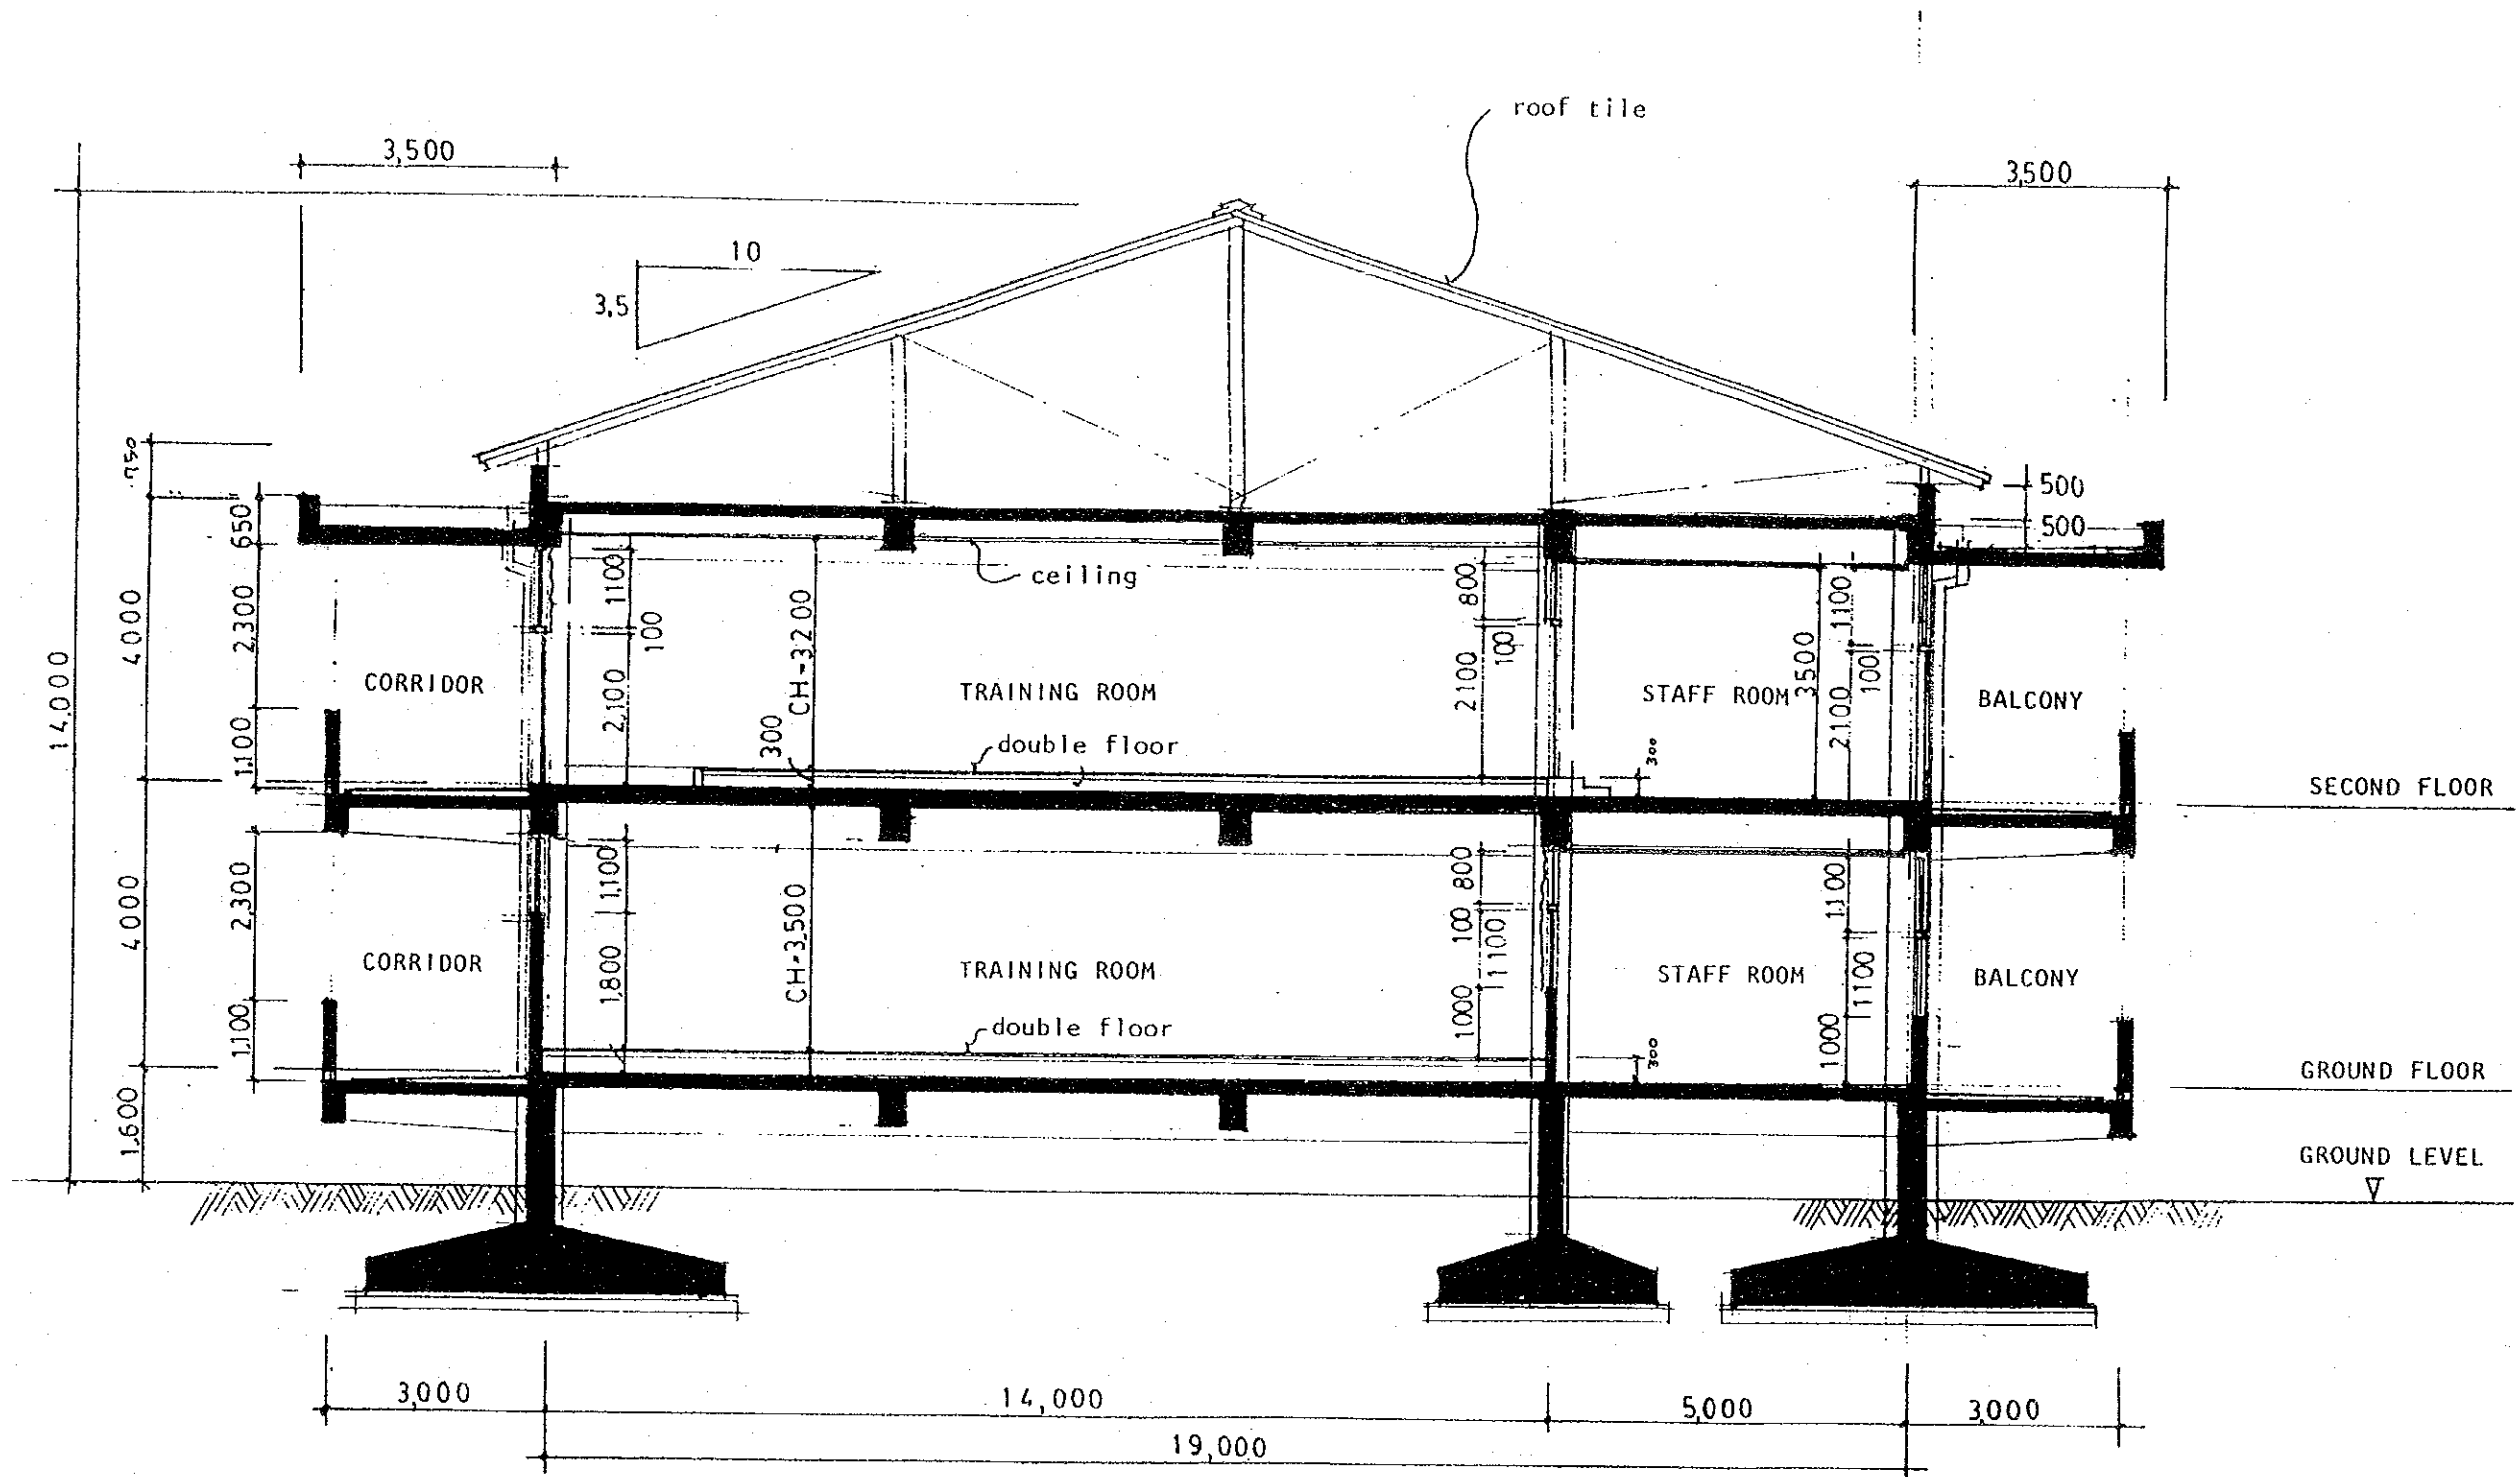 roof tile
3,500
3,500
10
3,5
750
500
500
650
ceiling
1100
100
800
100
1100
100
2,300
4000
14,000
CH=3200
3500
CORRIDOR
TRAINING ROOM
STAFF ROOM
BALCONY
2,100
2100
2100
1,100
300
double floor
300
SECOND FLOOR
1,100
800
1100
2,300
4000
CH=3,500
100
1100
1100
CORRIDOR
TRAINING ROOM
STAFF ROOM
BALCONY
1,800
1000
1000
1,100
double floor
300
GROUND FLOOR
1,600
GROUND LEVEL
3,000
14,000
5,000
3,000
19,000